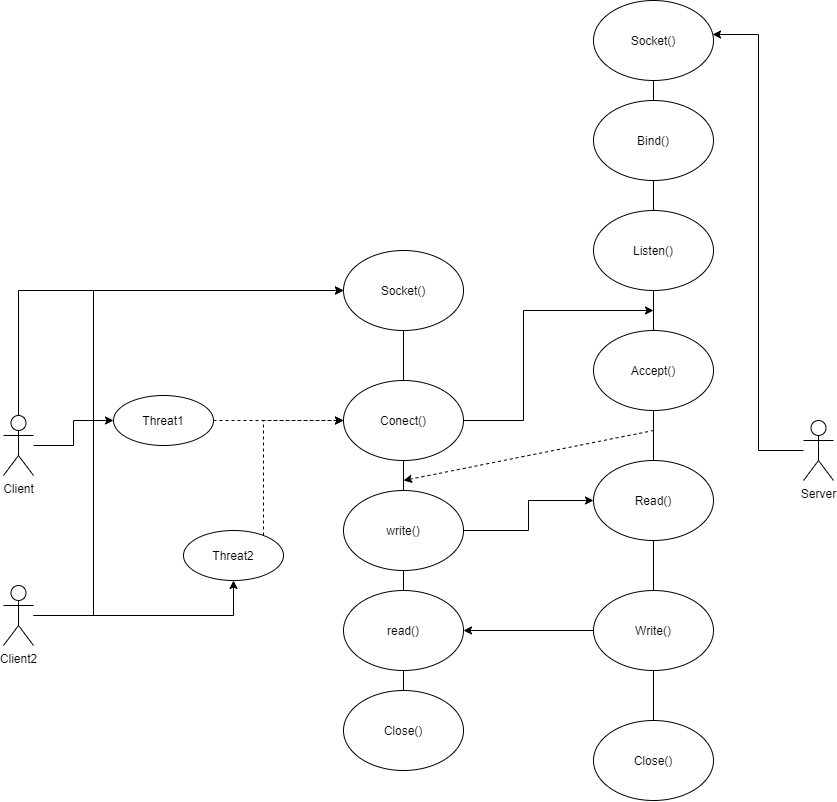 Socket()
Bind()
Listen()
Socket()
Accept()
Threat1
Conect()
Client
Server
Read()
write()
Threat2
Client2
read()
Write()
Close()
Close()